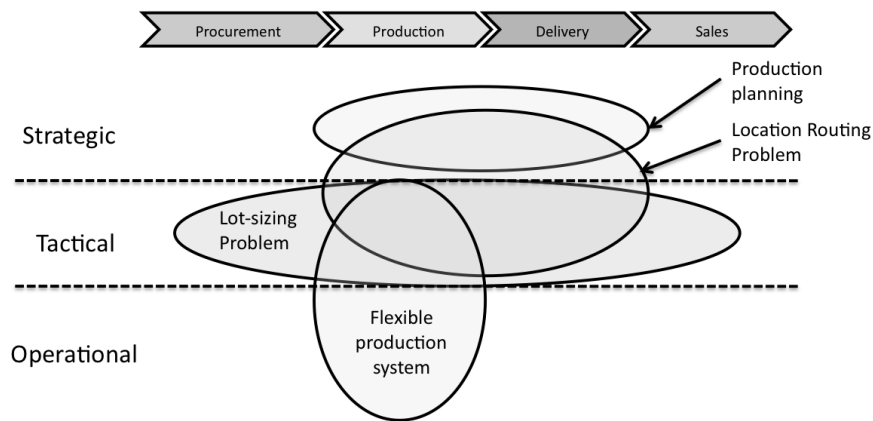 Procurement
Production
Delivery
Sales
Production
planning
Strategic
Location Routing
Problem
Lot-sizing
Problem
Tactical
Flexible
production
system
Operational